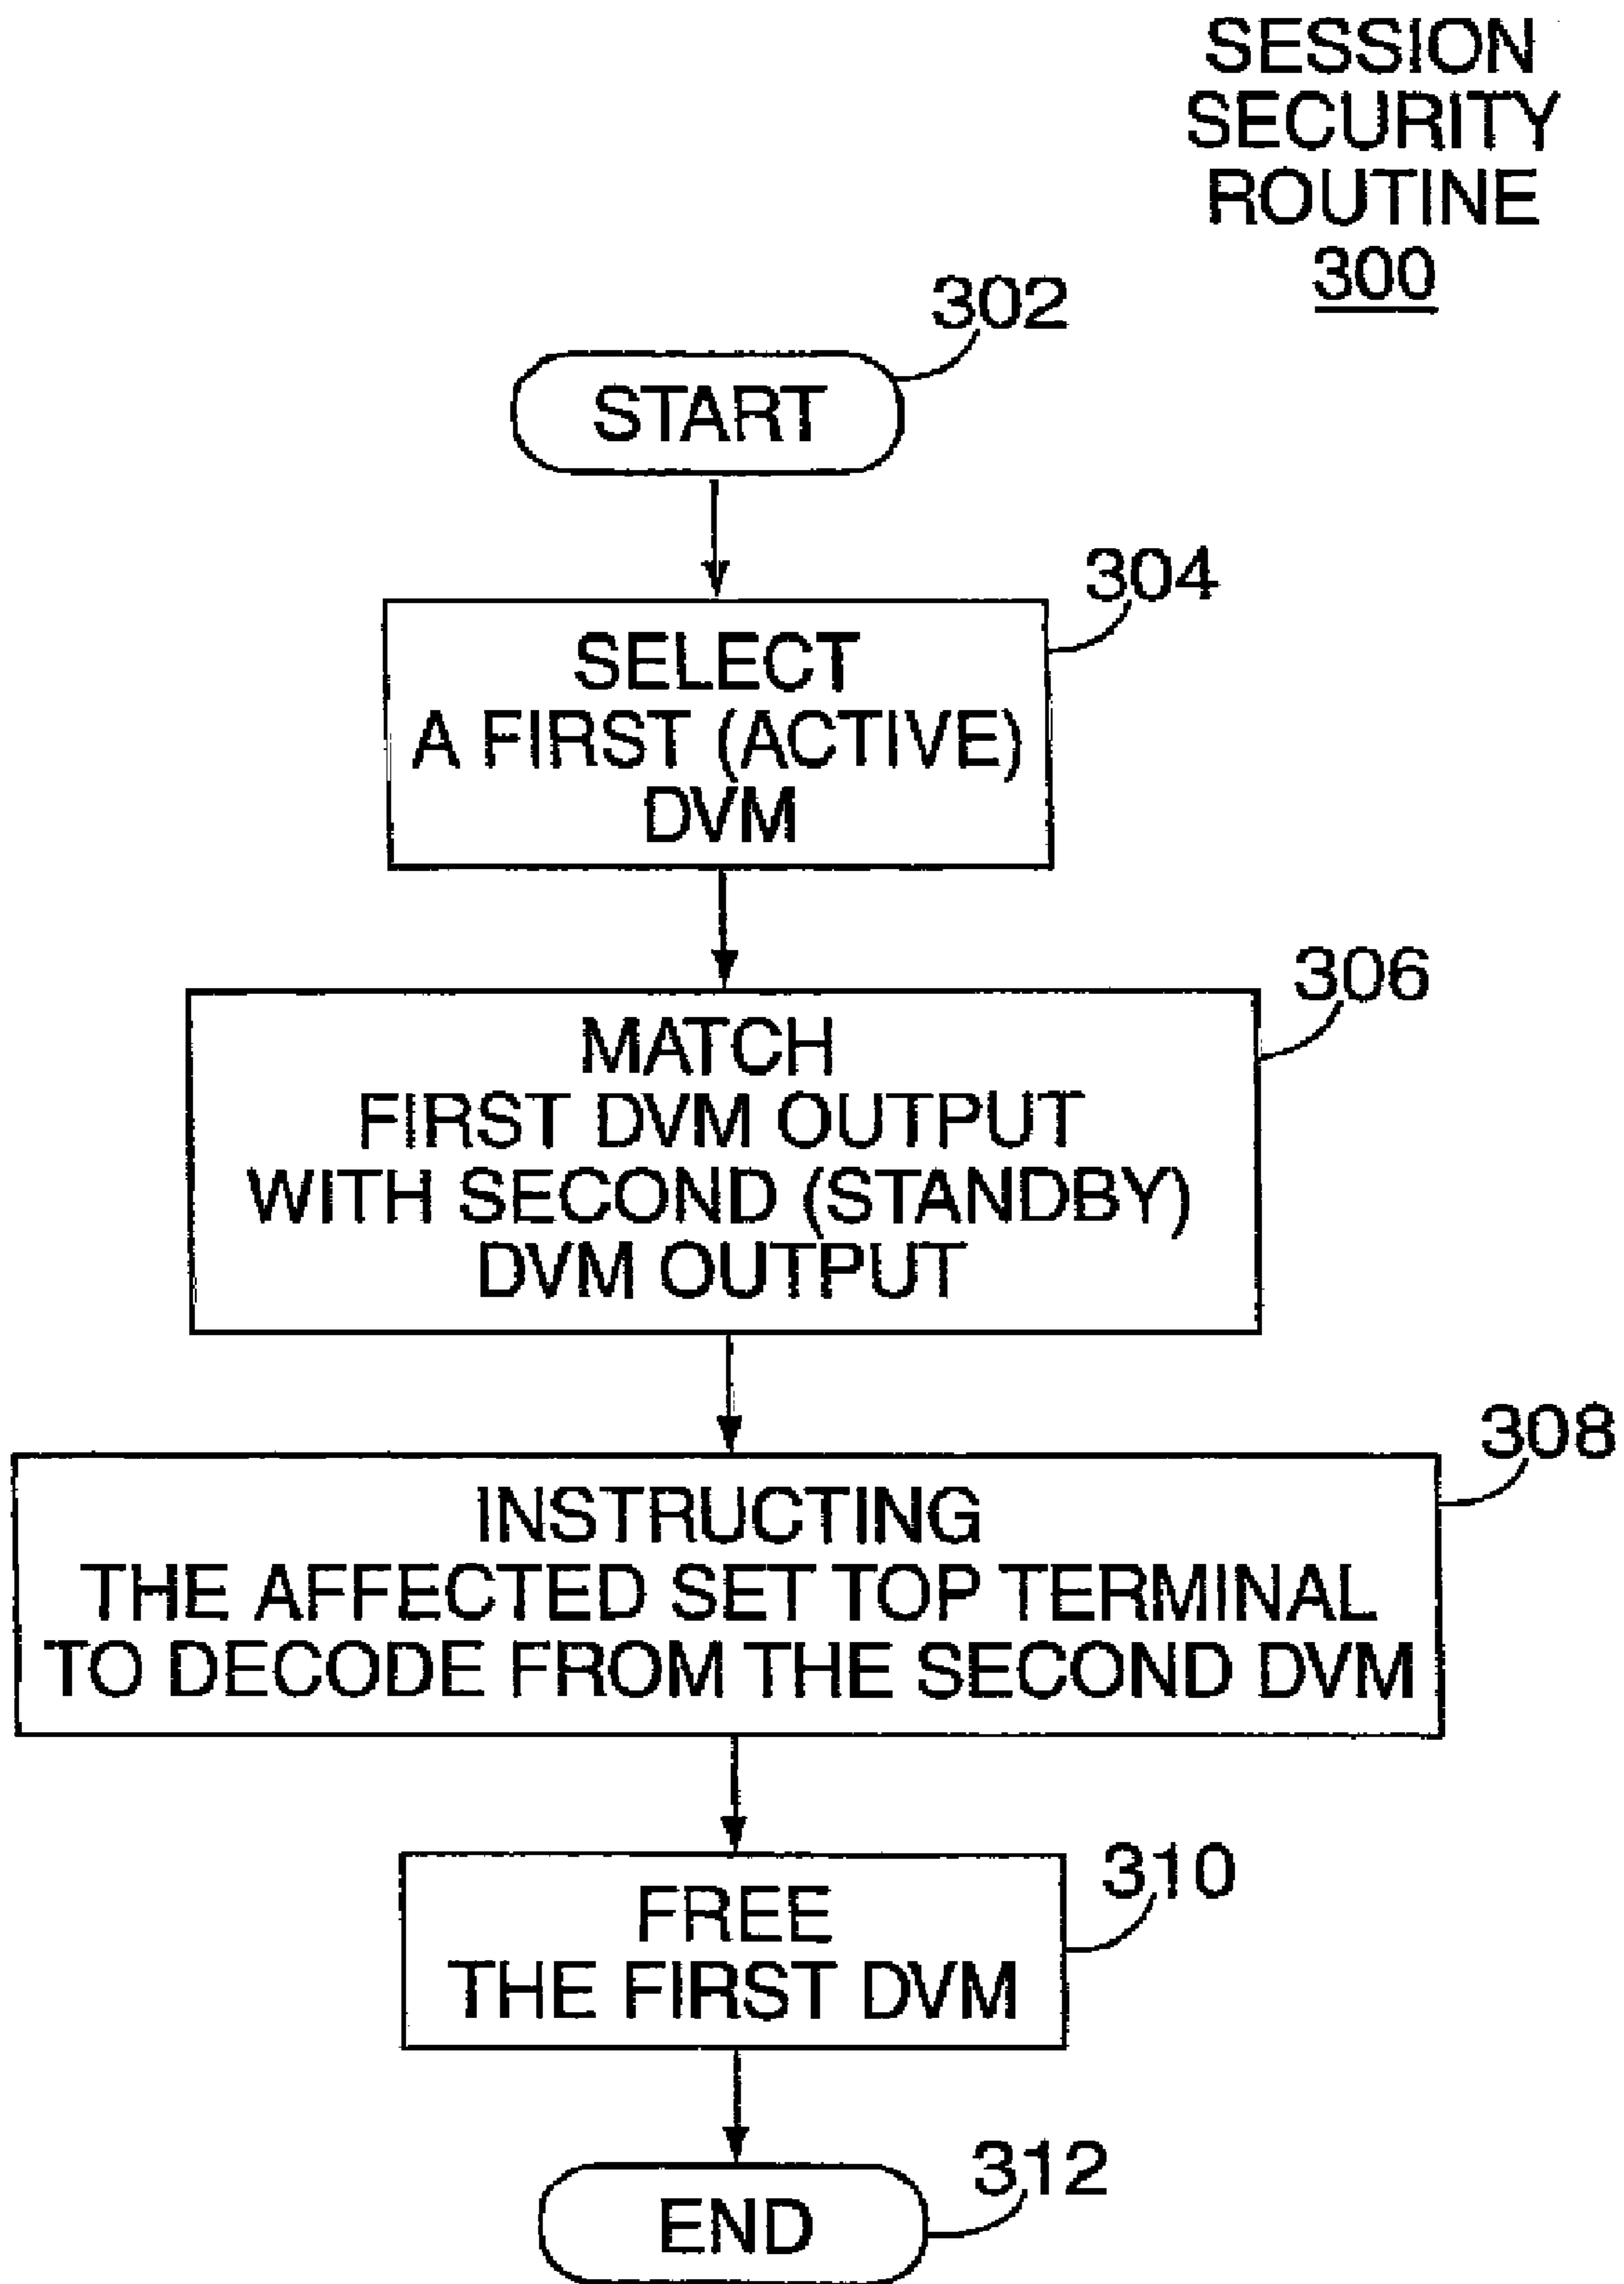 SESSION
SECURITY
ROUTINE
300
302
START
304
SELECT
A FIRST (ACTIVE)
DVM
306
MATCH
FIRST DVM OUTPUT
WITH SECOND (STANDBY)
DVM OUTPUT
308
INSTRUCTING
THE AFFECTED SET TOP TERMINAL
TO DECODE FROM THE SECOND DVM
310
FREE
THE FIRST DVM
312
END